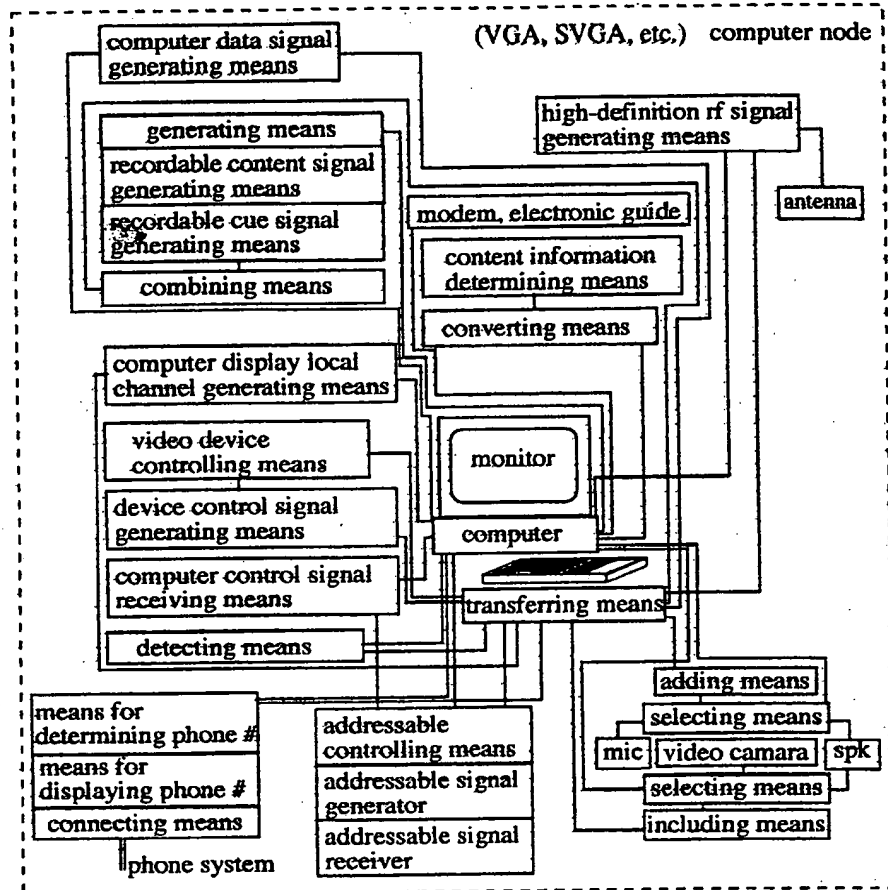 computer data signal
generating means
(VGA, SVGA, etc.) computer node
high-definition rf signal
generating means
antenna
generating means
recordable content signal
generating means
recordable cue signal
generating means
combining means
modem, electronic guide
content information
determining means
converting means
computer display local
channel generating means
video device
controlling means
monitor
device control signal
generating means
computer
computer control signal
receiving means
transferring means
detecting means
adding means
selecting means
mic
video camara
spk
selecting means
including means
means for
determining phone #
means for
displaying phone #
connecting means
phone system
addressable
controlling means
addressable signal
generator
addressable signal
receiver